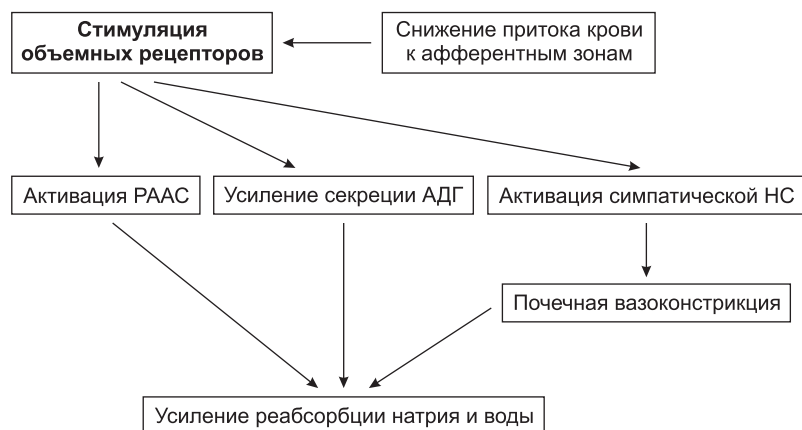 Стимуляция
объемных рецепторов
Снижение притока крови
к афферентным зонам
Активация РААС
Усиление секреции АДГ
Активация симпатической НС
Почечная вазоконстрикция
Усиление реабсорбции натрия и воды